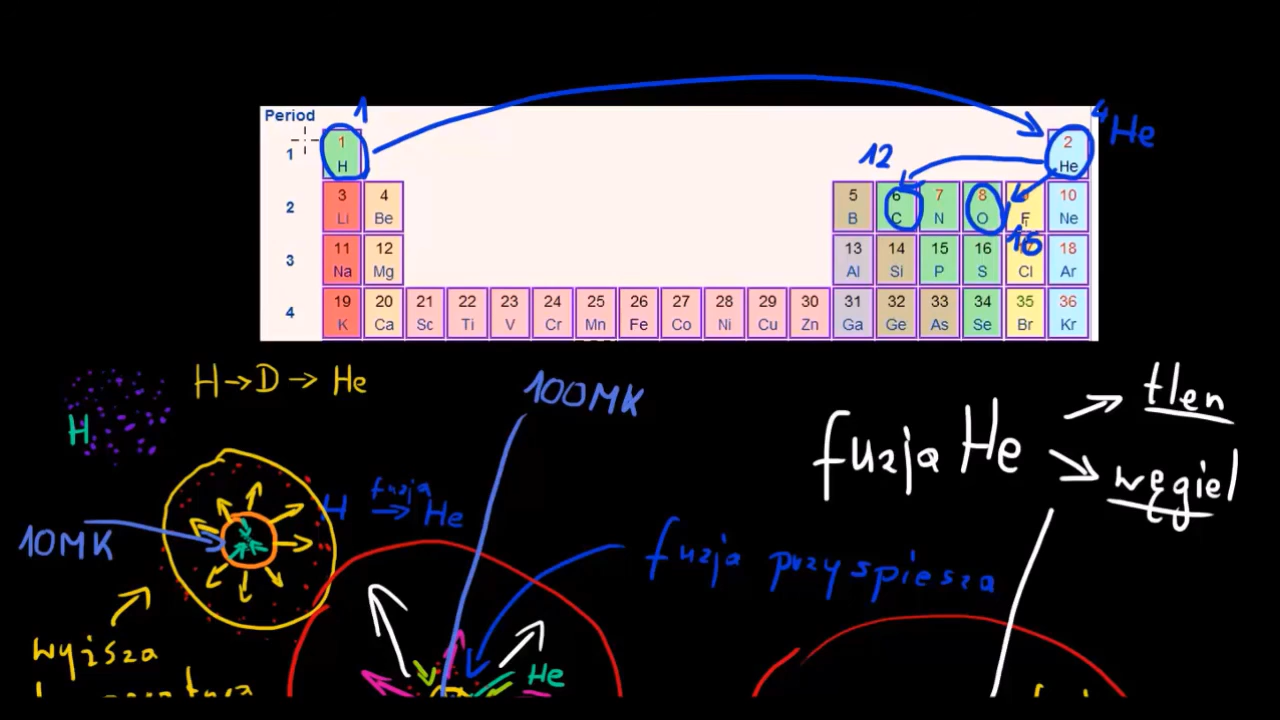 1
4He
Period
1 1 H 2 He
12
2 3 Li 4 Be 5 B 6 C 7 N 8 O F 10 Ne
16
3 11 Na 12 Mg 13 Al 14 Si 15 P 16 S Cl 18 Ar
4 19 K 20 Ca 21 Sc 22 Ti 23 V 24 Cr 25 Mn 26 Fe 27 Co 28 Ni 29 Cu 30 Zn 31 Ga 32 Ge 33 As 34 Se 35 Br 36 Kr
H→D→He
100MK
tlen
H
fuzja He
węgiel
fuzja
H → He
10MK
fuzja przyspiesza
wyższa
He